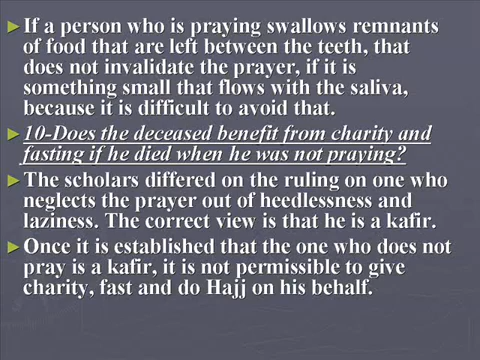 If a person who is praying swallows remnants
of food that are left between the teeth, that
does not invalidate the prayer, if it is
something small that flows with the saliva,
because it is difficult to avoid that.
10-Does the deceased benefit from charity and
fasting if he died when he was not praying?
The scholars differed on the ruling on one who
neglects the prayer out of heedlessness and
laziness. The correct view is that he is a kafir.
Once it is established that the one who does not
pray is a kafir, it is not permissible to give
charity, fast and do Hajj on his behalf.